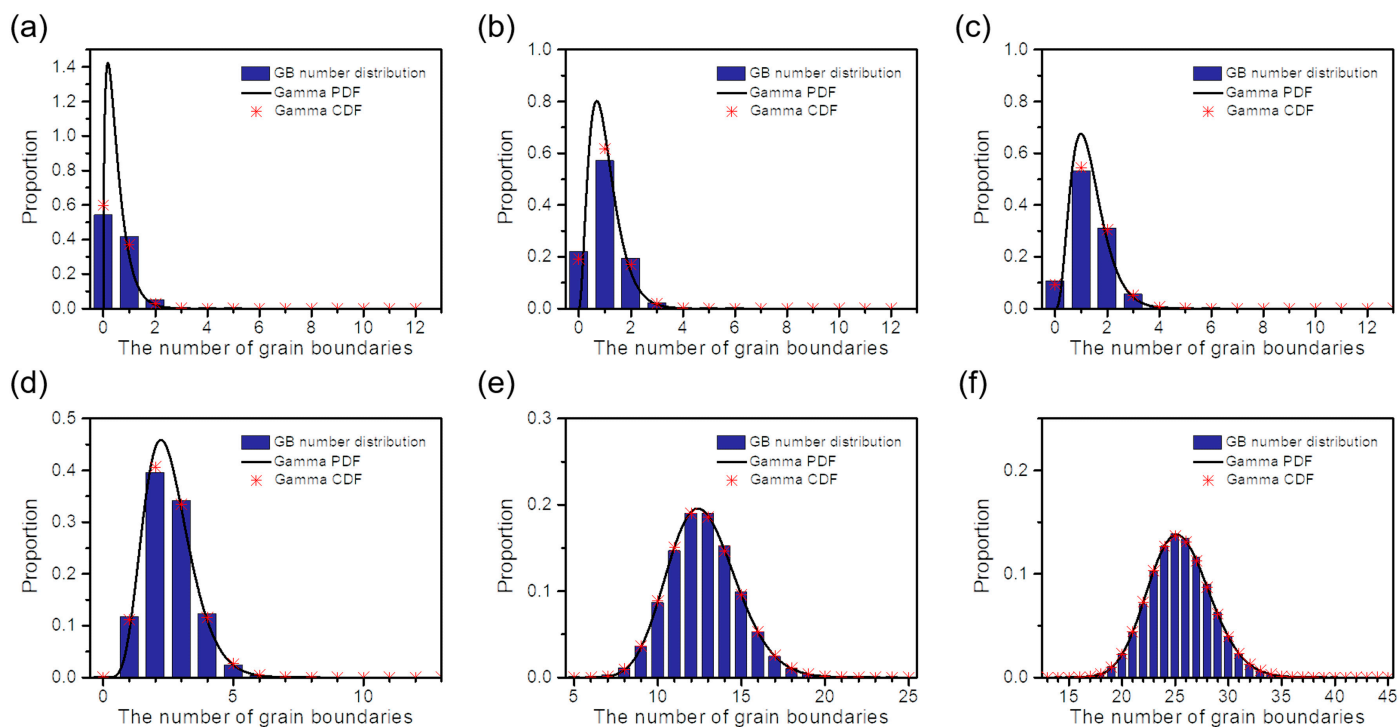 (a)
(b)
(c)
1.4
1.2
1.0
0.8
0.6
0.4
0.2
0.0
Proportion
GB number distribution
Gamma PDF
Gamma CDF
0 2 4 6 8 10 12
The number of grain boundaries
1.0
0.8
0.6
0.4
0.2
0.0
Proportion
GB number distribution
Gamma PDF
Gamma CDF
0 2 4 6 8 10 12
The number of grain boundaries
1.0
0.8
0.6
0.4
0.2
0.0
Proportion
GB number distribution
Gamma PDF
Gamma CDF
0 2 4 6 8 10 12
The number of grain boundaries
(d)
(e)
(f)
0.5
0.4
0.3
0.2
0.1
0.0
Proportion
GB number distribution
Gamma PDF
Gamma CDF
0 5 10
The number of grain boundaries
0.3
0.2
0.1
0.0
Proportion
GB number distribution
Gamma PDF
Gamma CDF
5 10 15 20 25
The number of grain boundaries
0.2
0.1
0.0
Proportion
GB number distribution
Gamma PDF
Gamma CDF
15 20 25 30 35 40 45
The number of grain boundaries